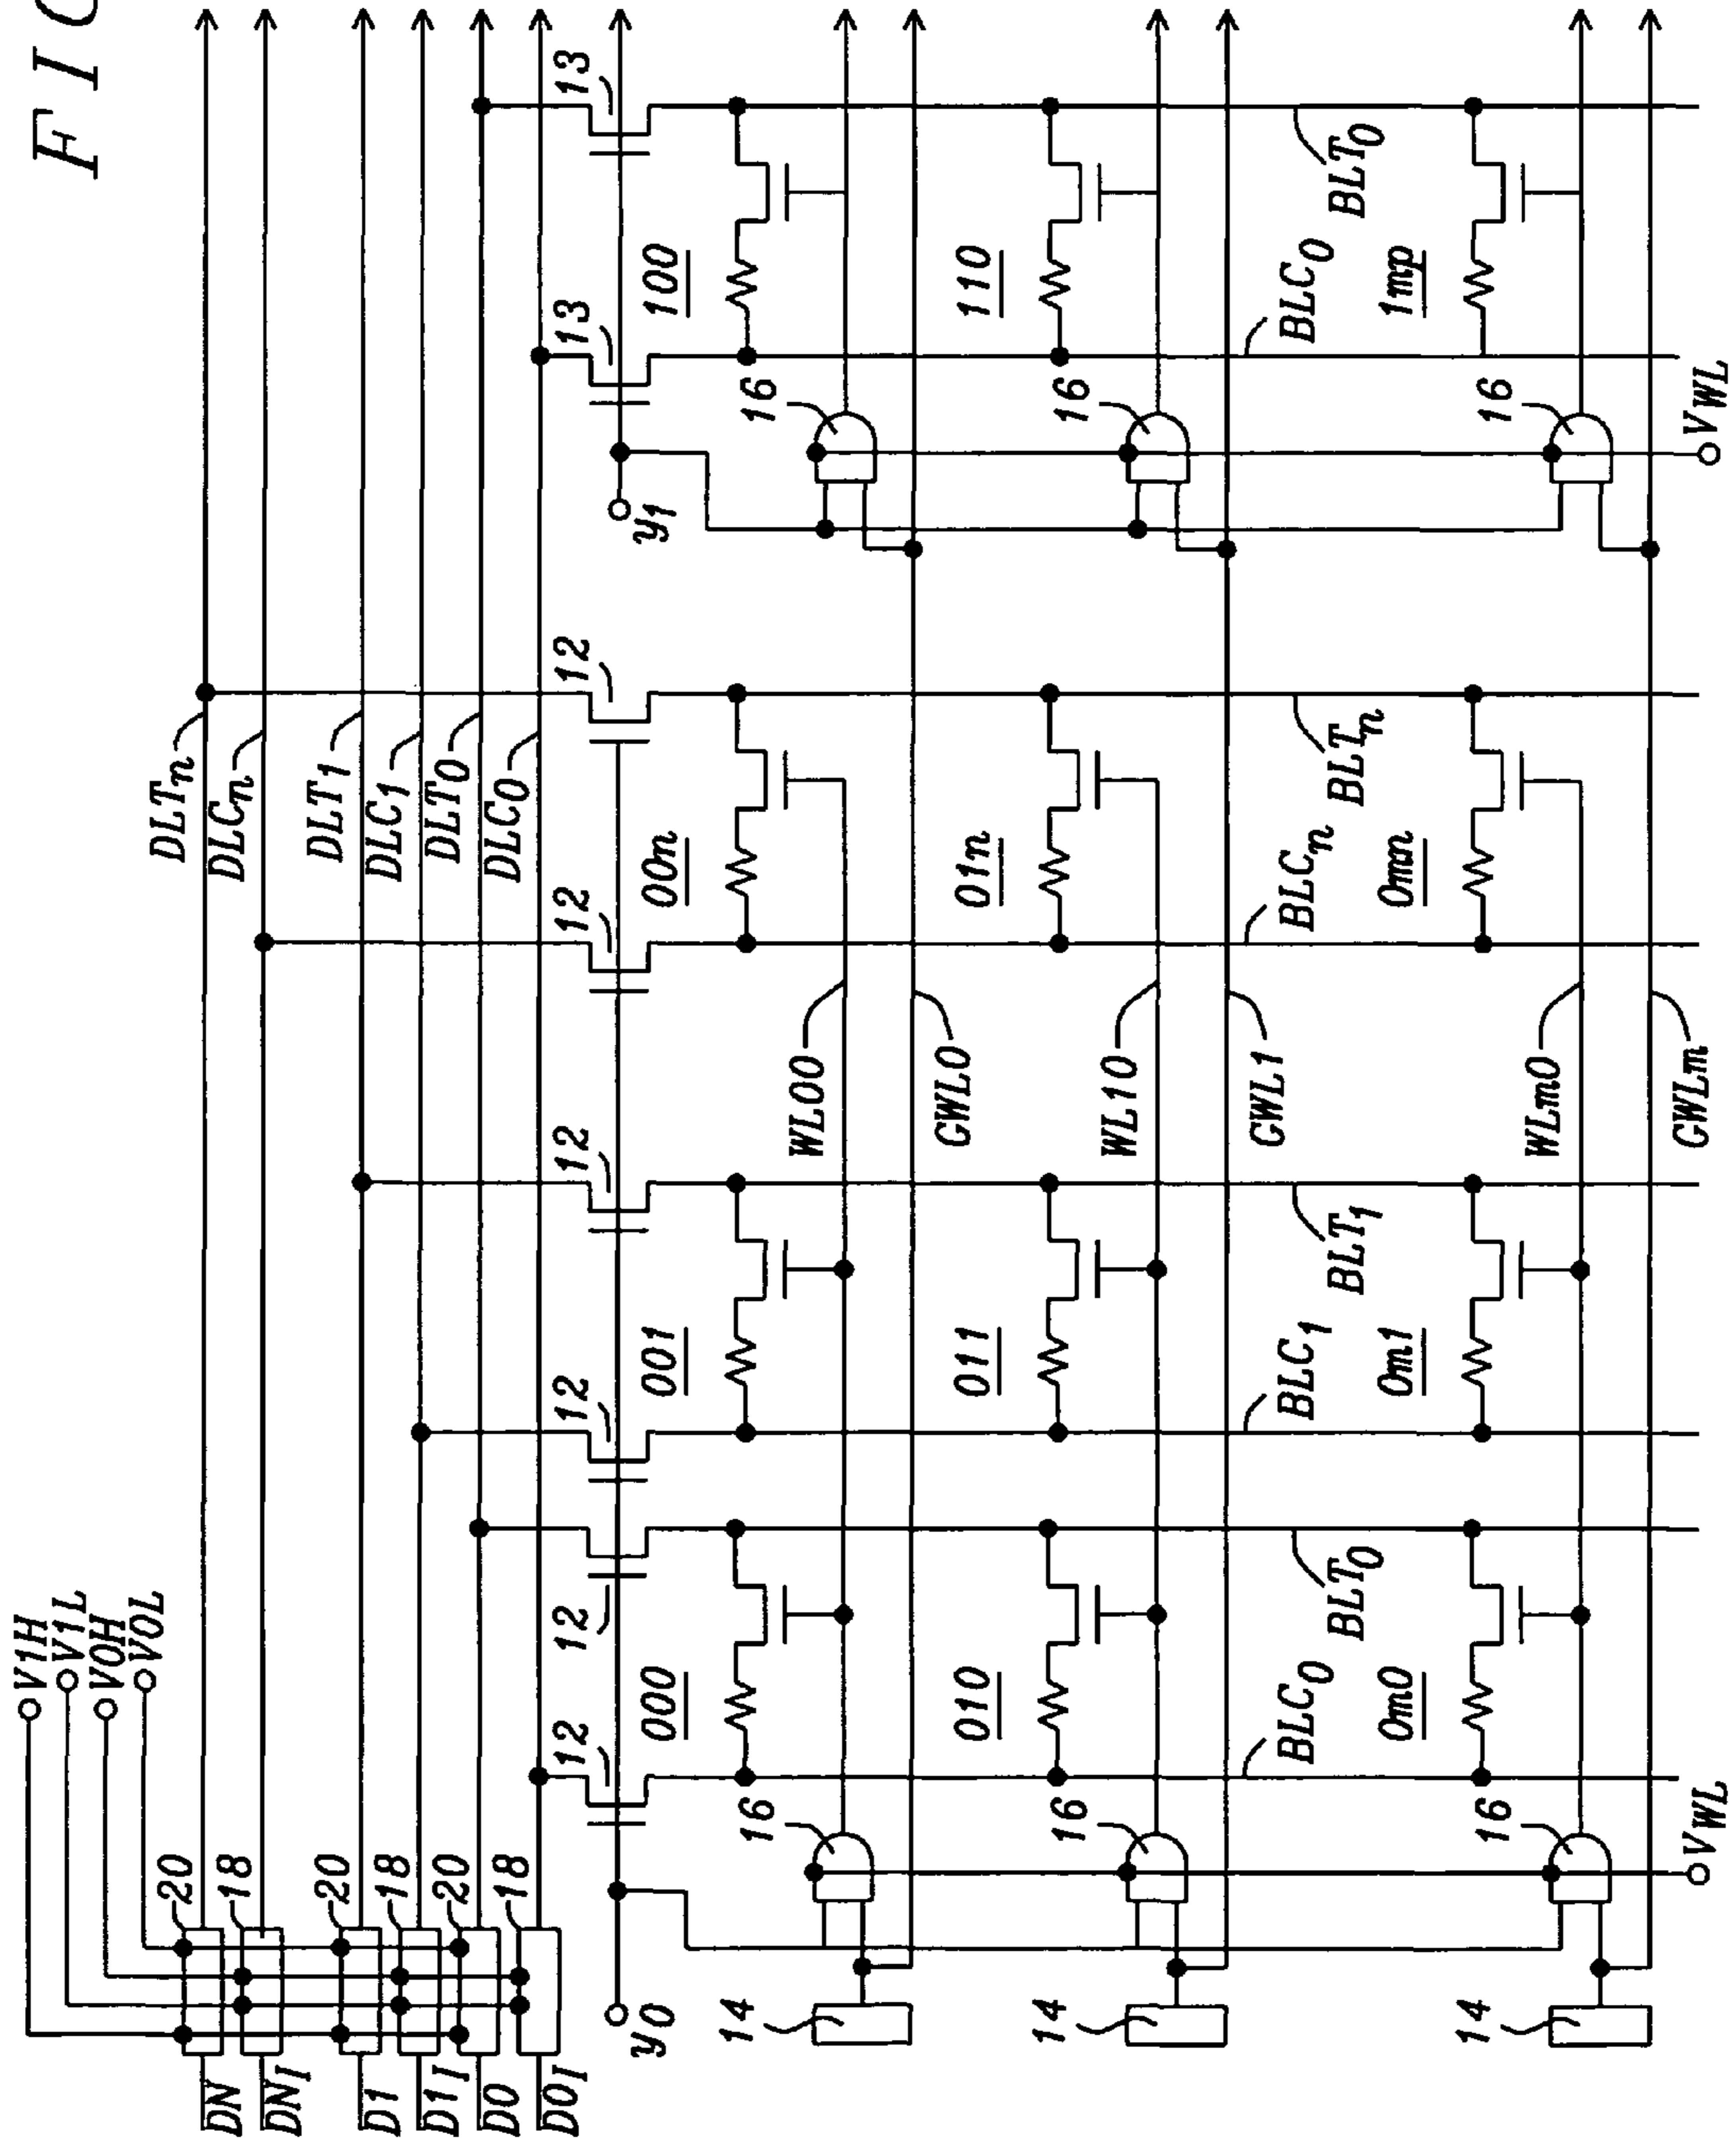 F I
V1H
V1L
V0H
V0L
20
DLTn
DN
18
DLCn
DNI
20
DLT1
D1
18
DLC1
D1I
20
DLT0
D0
18
DLC0
D0I
12 12 12 12 12 12 13 13
y0 y1
000 001 00n 100
14 16 16
WL00
GWL0
010 011 01n 110
14 16 16
WL10
GWL1
BLC0 BLC1 BLCn BLC0
BLT0 BLT1 BLTn BLT0
0m0 0m1 0mn 1mp
14 16 16
WLm0
GWLm
VWL VWL